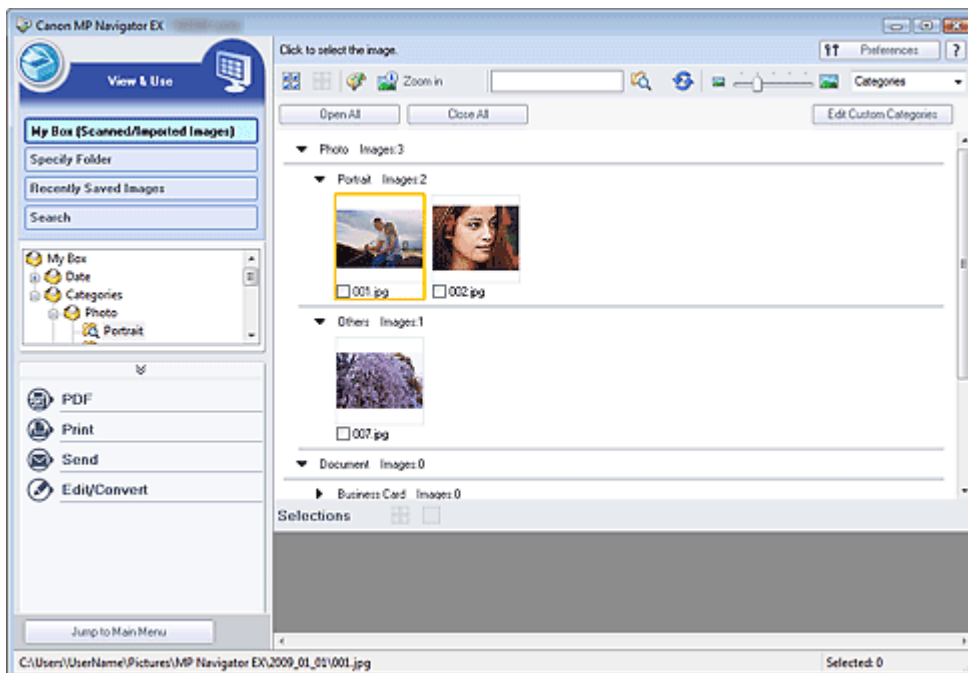 Canon MP Navigator EX
Click to select the image.
Preferences
?
View & Use
Zoom in
Categories
Open All
Close All
Edit Custom Categories
My Box (Scanned/Imported Images)
Specify Folder
Recently Saved Images
Search
My Box
Date
Categories
Photo
Portrait
Photo Images:3
Portrait Images:2
001.jpg
002.jpg
Others Images:1
007.jpg
Document Images:0
Business Card Images:0
PDF
Print
Send
Edit/Convert
Selections
Jump to Main Menu
C:\Users\UserName\Pictures\MP Navigator EX\2009_01_01\001.jpg
Selected: 0